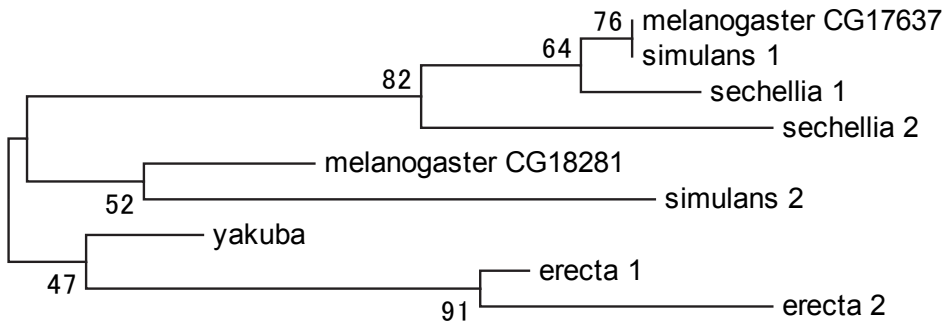 76 melanogaster CG17637
64 simulans 1
82 sechellia 1
sechellia 2
melanogaster CG18281
52 simulans 2
yakuba
47 erecta 1
91 erecta 2